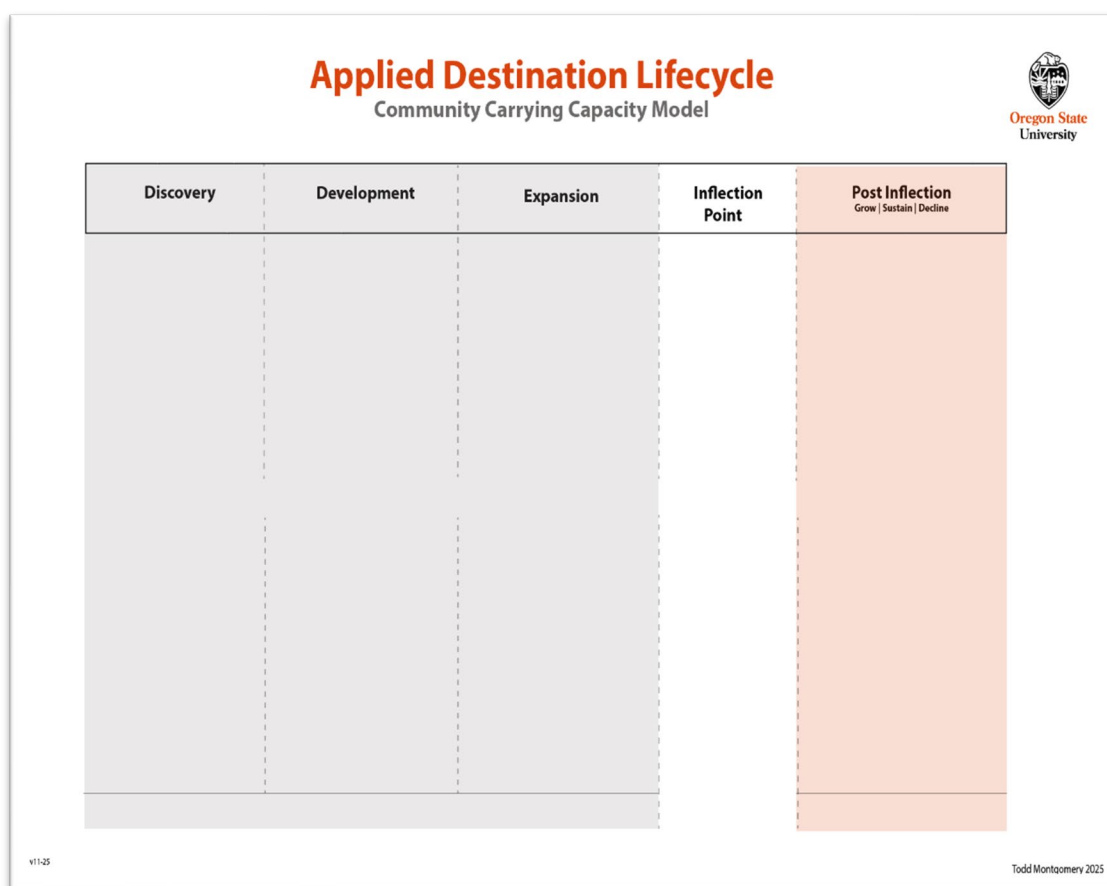 Applied Destination Lifecycle
Community Carrying Capacity Model
Oregon State
University
Discovery
Development
Expansion
Inflection
Point
Post Inflection
Grow | Sustain | Decline
v11-25
Todd Montgomery 2025